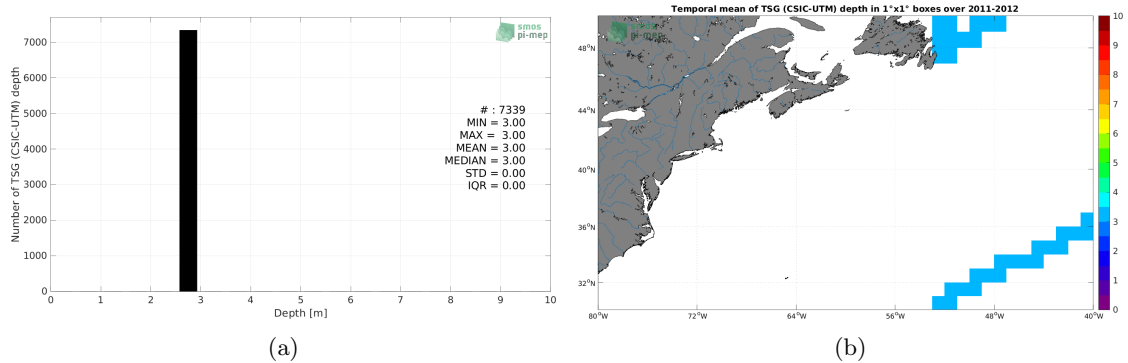 smos
pi-mep
7000
6000
5000
4000
3000
2000
1000
0
Number of TSG (CSIC-UTM) depth
# : 7339
MIN = 3.00
MAX = 3.00
MEAN = 3.00
MEDIAN = 3.00
STD = 0.00
IQR = 0.00
0 1 2 3 4 5 6 7 8 9 10
Depth [m]
(a)
Temporal mean of TSG (CSIC-UTM) depth in 1°x1° boxes over 2011-2012
smos
pi-mep
48°N
44°N
40°N
36°N
32°N
80°W 72°W 64°W 56°W 48°W 40°W
10
9
8
7
6
5
4
3
2
1
0
(b)